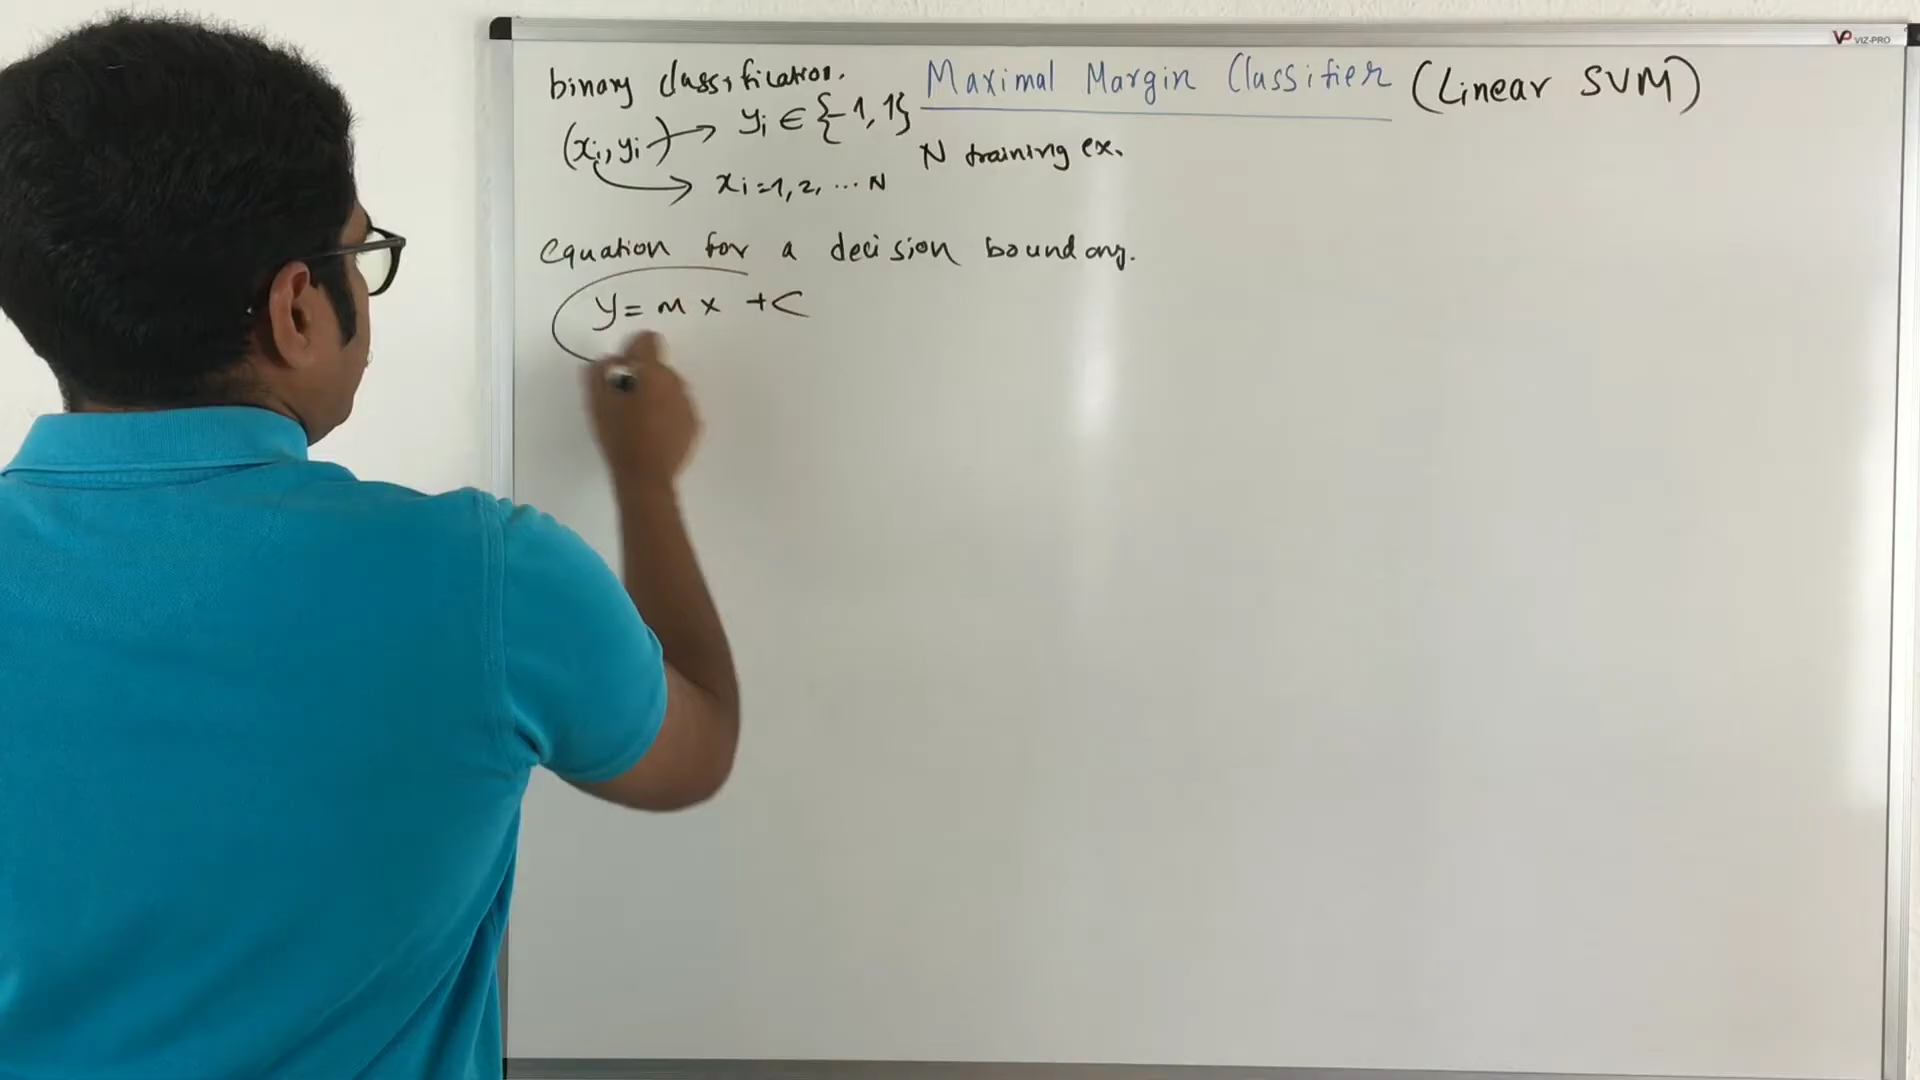 binary classification.
Maximal Margin Classifier (Linear SVM)
(xi, yi) → yi ∈ {-1, 1}
N training ex.
xi = 1, 2, ... N
equation for a decision boundary.
y = mx + c
VP VIZ-PRO